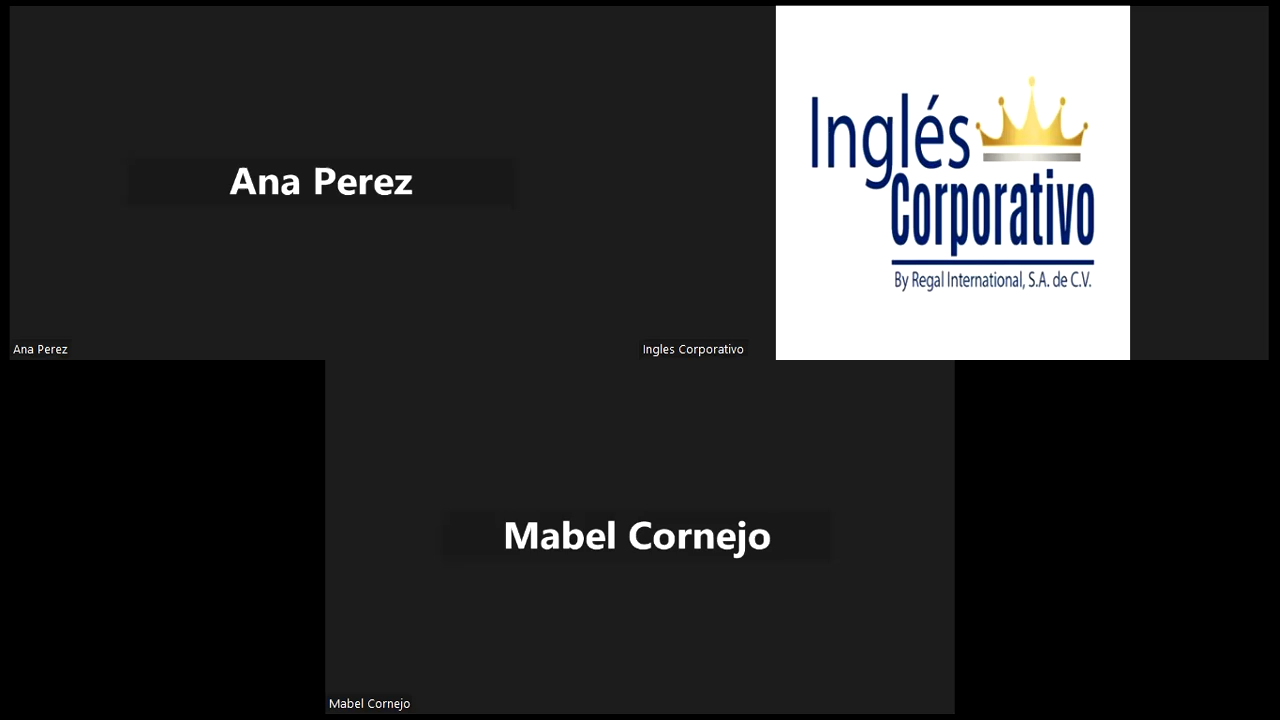 Ana Perez
Ana Perez
Inglés
Corporativo
By Regal International, S.A. de C.V.
Ingles Corporativo
Mabel Cornejo
Mabel Cornejo